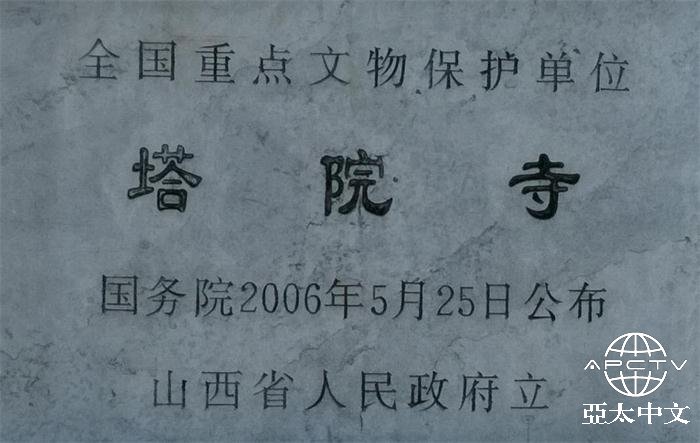 全国重点文物保护单位
塔院寺
国务院2006年5月25日公布
山西省人民政府立
APCTV
亞太中文